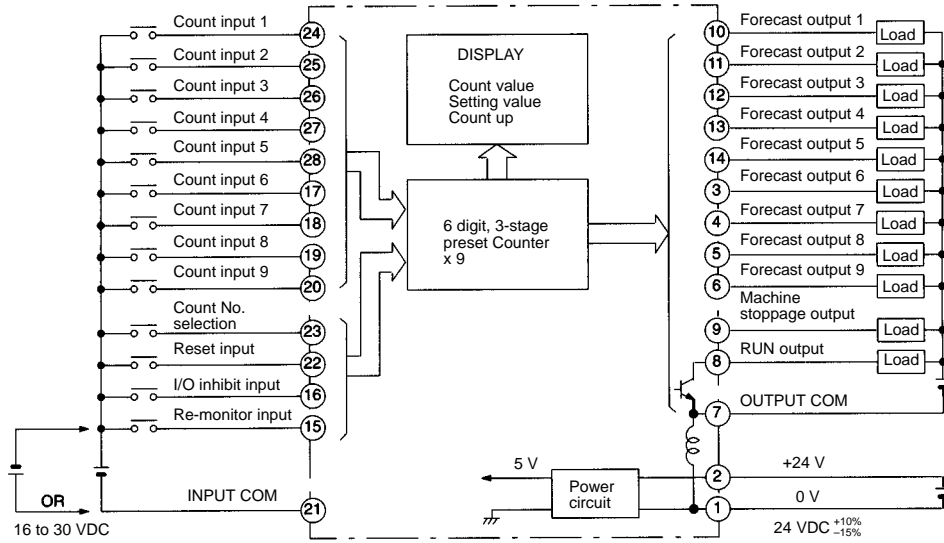 Count input 1
24
Count input 2
25
Count input 3
26
Count input 4
27
Count input 5
28
Count input 6
17
Count input 7
18
Count input 8
19
Count input 9
20
Count No.
selection
23
Reset input
22
I/O inhibit input
16
Re-monitor input
15
INPUT COM
21
OR
16 to 30 VDC
DISPLAY
Count value
Setting value
Count up
6 digit, 3-stage
preset Counter
x 9
5 V
Power
circuit
10
Forecast output 1
Load
11
Forecast output 2
Load
12
Forecast output 3
Load
13
Forecast output 4
Load
14
Forecast output 5
Load
3
Forecast output 6
Load
4
Forecast output 7
Load
5
Forecast output 8
Load
6
Forecast output 9
Load
Machine
stoppage output
9
Load
8
RUN output
Load
7
OUTPUT COM
2
+24 V
1
0 V
24 VDC +10%
–15%